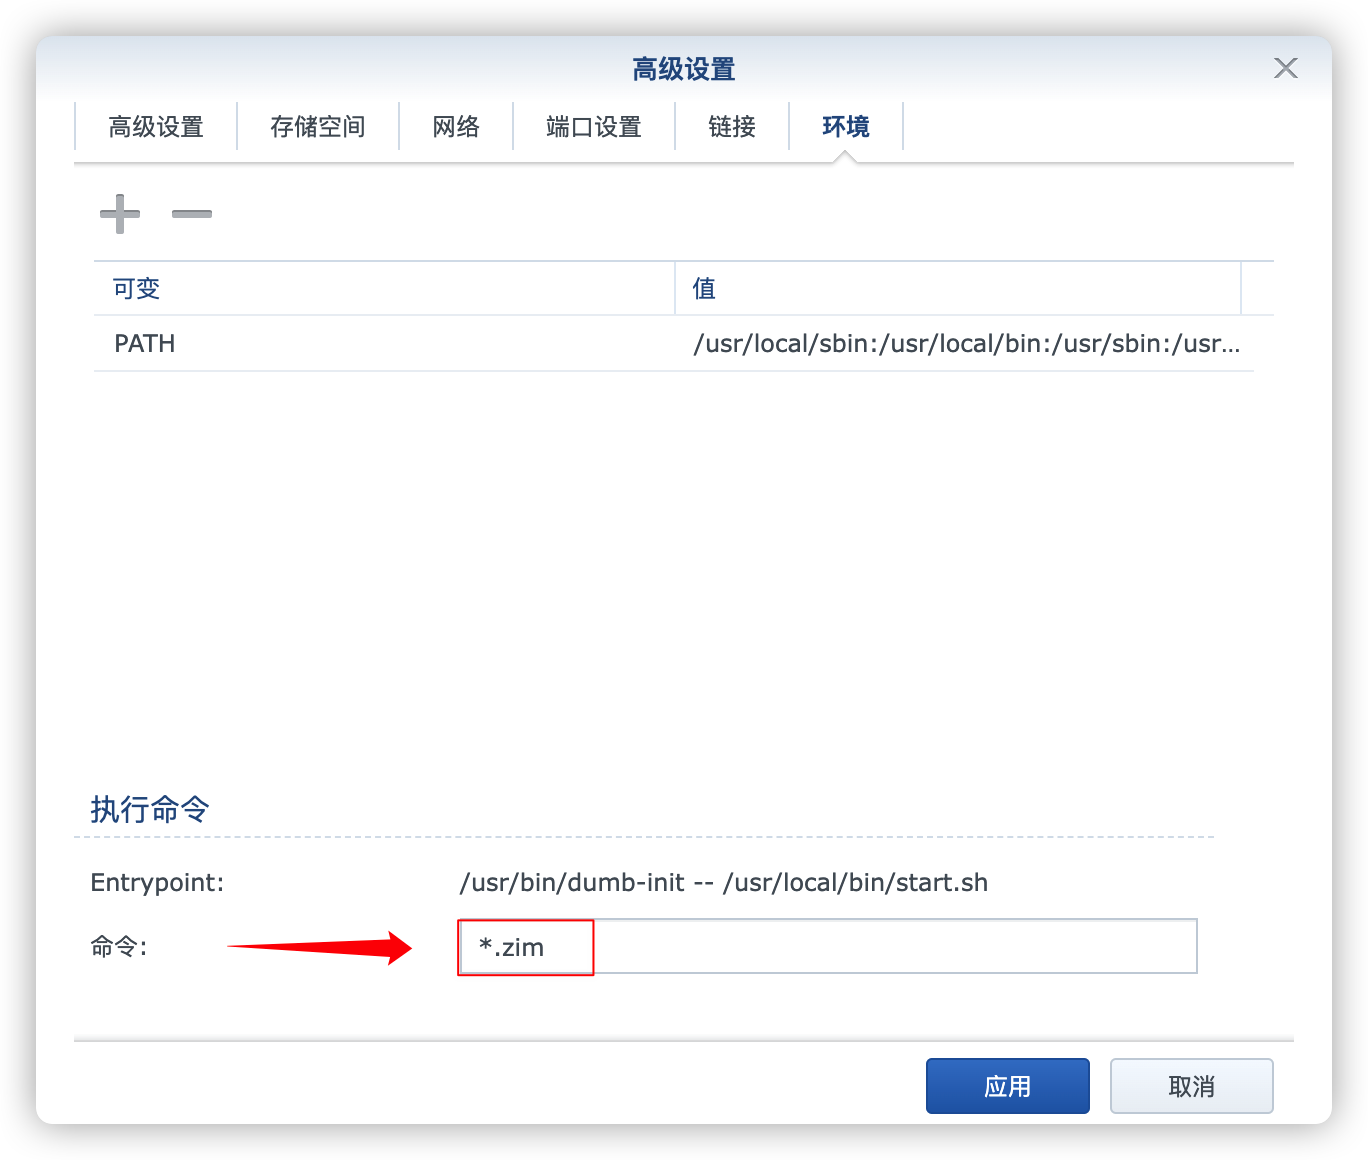 高级设置
高级设置 存储空间 网络 端口设置 链接 环境
可变 值
PATH /usr/local/sbin:/usr/local/bin:/usr/sbin:/usr...
执行命令
Entrypoint: /usr/bin/dumb-init -- /usr/local/bin/start.sh
命令: *.zim
应用 取消